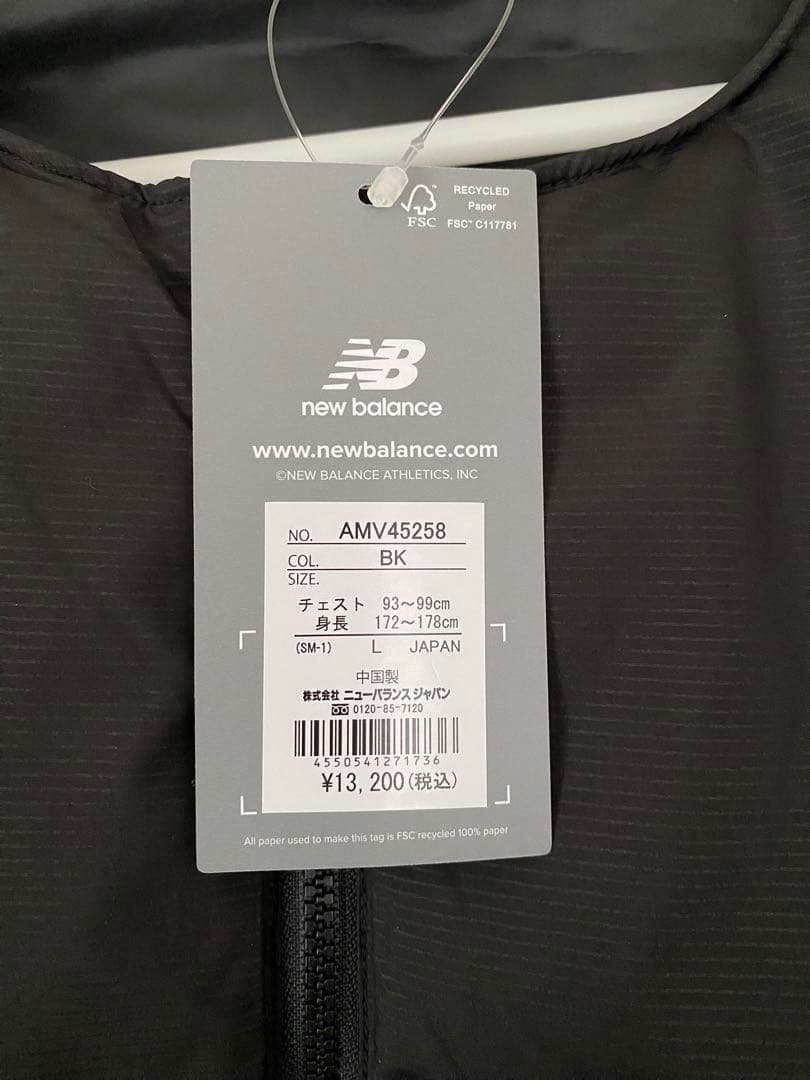 RECYCLED
Paper
FSC™ C117781
FSC
NB
new balance
www.newbalance.com
©NEW BALANCE ATHLETICS, INC
NO. AMV45258
COL. BK
SIZE.
チェスト 93～99cm
身長 172～178cm
(SM-1) L JAPAN
中国製
株式会社 ニューバランス ジャパン
0120-85-7120
4550541271736
¥13,200(税込)
All paper used to make this tag is FSC recycled 100% paper